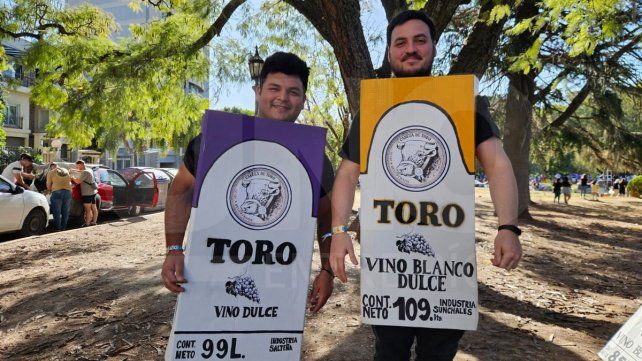 TORO
VINO DULCE
CONT.
NETO 99L.
INDUSTRIA
SALTEÑA
TORO
VINO BLANCO
DULCE
CONT.
NETO 109. Lts.
INDUSTRIA
SUNCHALES